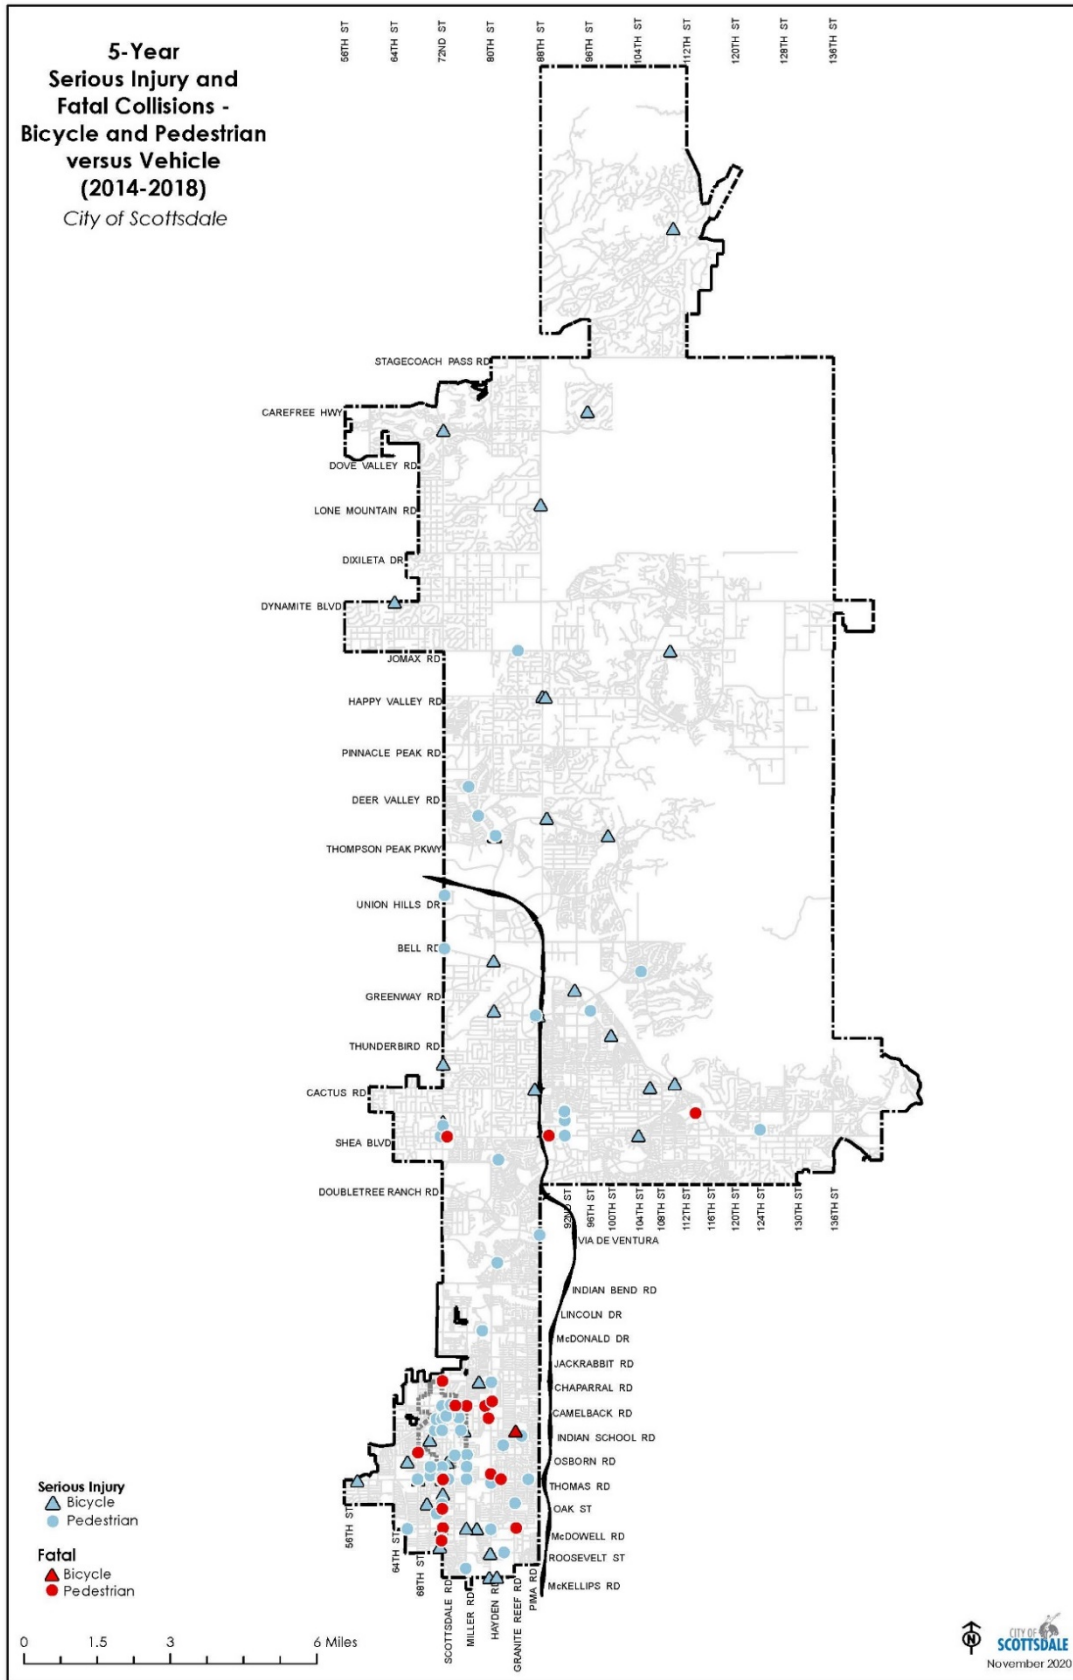 5-Year
Serious Injury and
Fatal Collisions -
Bicycle and Pedestrian
versus Vehicle
(2014-2018)
City of Scottsdale
56TH ST
64TH ST
72ND ST
80TH ST
88TH ST
96TH ST
104TH ST
112TH ST
120TH ST
128TH ST
136TH ST
STAGECOACH PASS RD
CAREFREE HWY
DOVE VALLEY RD
LONE MOUNTAIN RD
DIXILETA DR
DYNAMITE BLVD
JOMAX RD
HAPPY VALLEY RD
PINNACLE PEAK RD
DEER VALLEY RD
THOMPSON PEAK PKWY
UNION HILLS DR
BELL RD
GREENWAY RD
THUNDERBIRD RD
CACTUS RD
SHEA BLVD
DOUBLETREE RANCH RD
92ND ST
96TH ST
100TH ST
104TH ST
108TH ST
112TH ST
116TH ST
120TH ST
124TH ST
130TH ST
136TH ST
VIA DE VENTURA
INDIAN BEND RD
LINCOLN DR
McDONALD DR
JACKRABBIT RD
CHAPARRAL RD
CAMELBACK RD
INDIAN SCHOOL RD
OSBORN RD
THOMAS RD
OAK ST
McDOWELL RD
ROOSEVELT ST
McKELLIPS RD
56TH ST
64TH ST
68TH ST
SCOTTSDALE RD
MILLER RD
HAYDEN RD
GRANITE REEF RD
PIMA RD
Serious Injury
Bicycle
Pedestrian
Fatal
Bicycle
Pedestrian
0 1.5 3 6 Miles
N
CITY OF
SCOTTSDALE
November 2020